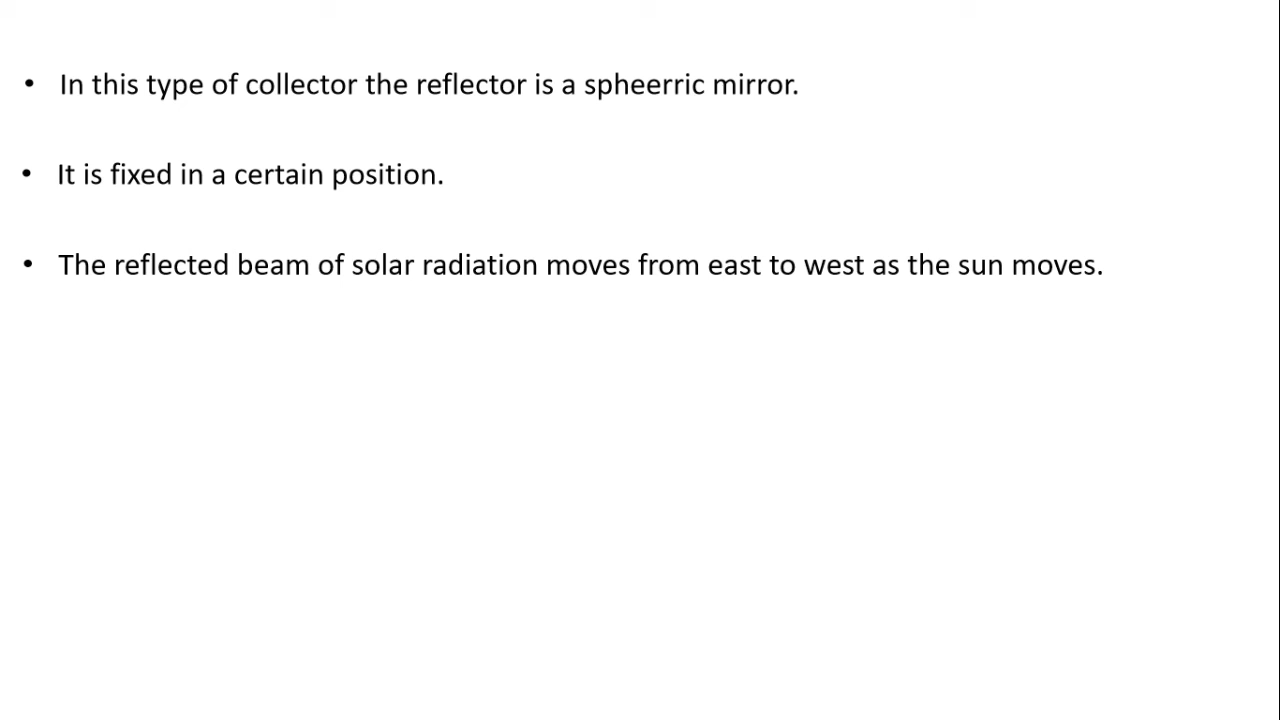 • In this type of collector the reflector is a spheerric mirror.
• It is fixed in a certain position.
• The reflected beam of solar radiation moves from east to west as the sun moves.